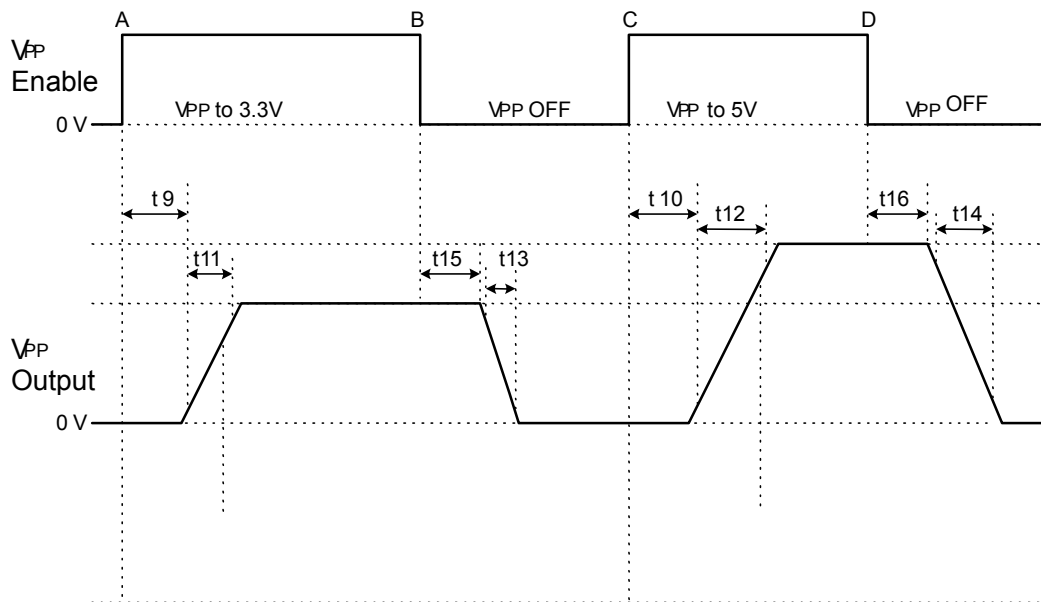 A B C D
VPP
Enable
VPP to 3.3V VPP OFF VPP to 5V VPP OFF
0 V
t 9 t 10 t12 t16 t14
t11 t15 t13
VPP
Output
0 V